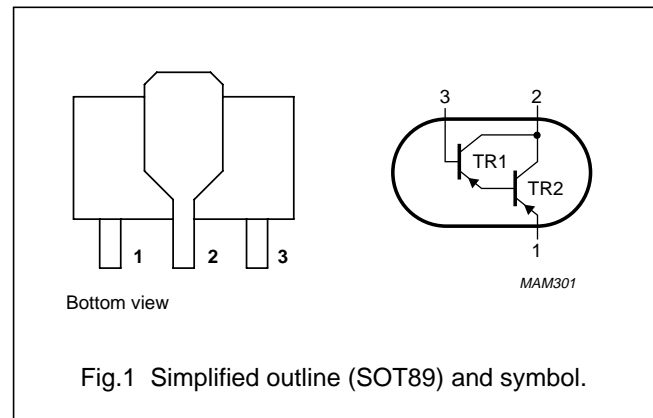 3 2
TR1
TR2
1
1 2 3
MAM301
Bottom view
Fig.1 Simplified outline (SOT89) and symbol.